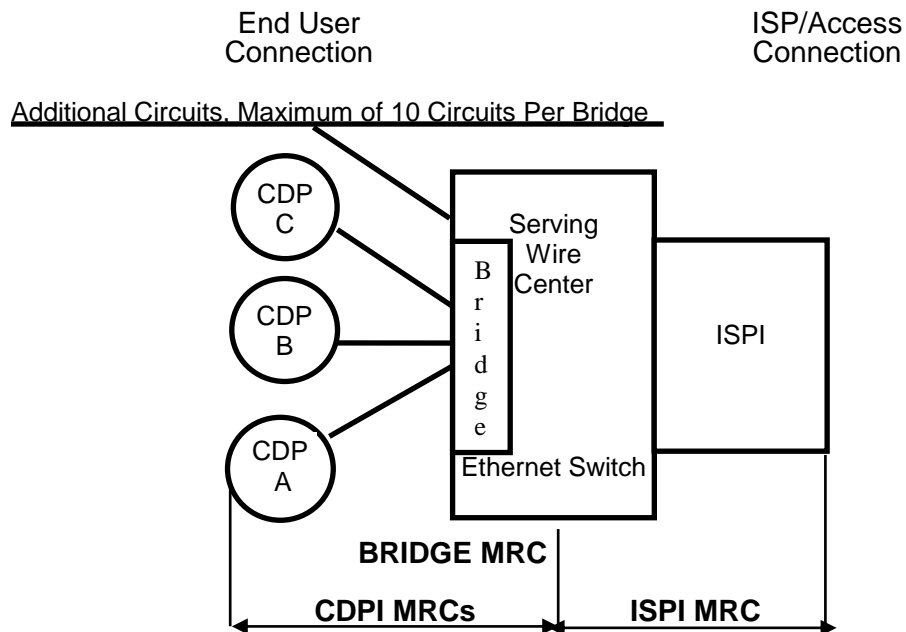 End User
Connection
ISP/Access
Connection
Additional Circuits, Maximum of 10 Circuits Per Bridge
CDP
C
CDP
B
CDP
A
Bridge
Serving
Wire
Center
Ethernet Switch
ISPI
BRIDGE MRC
CDPI MRCs
ISPI MRC